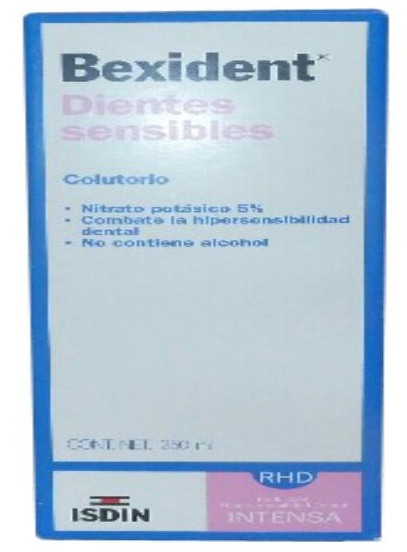 Bexident
Dientes
sensibles
Colutorio
• Nitrato potásico 5%
• Combate la hipersensibilidad
dental
• No contiene alcohol
CONT. NET. 250 ml
RHD
ISDIN
INTENSA